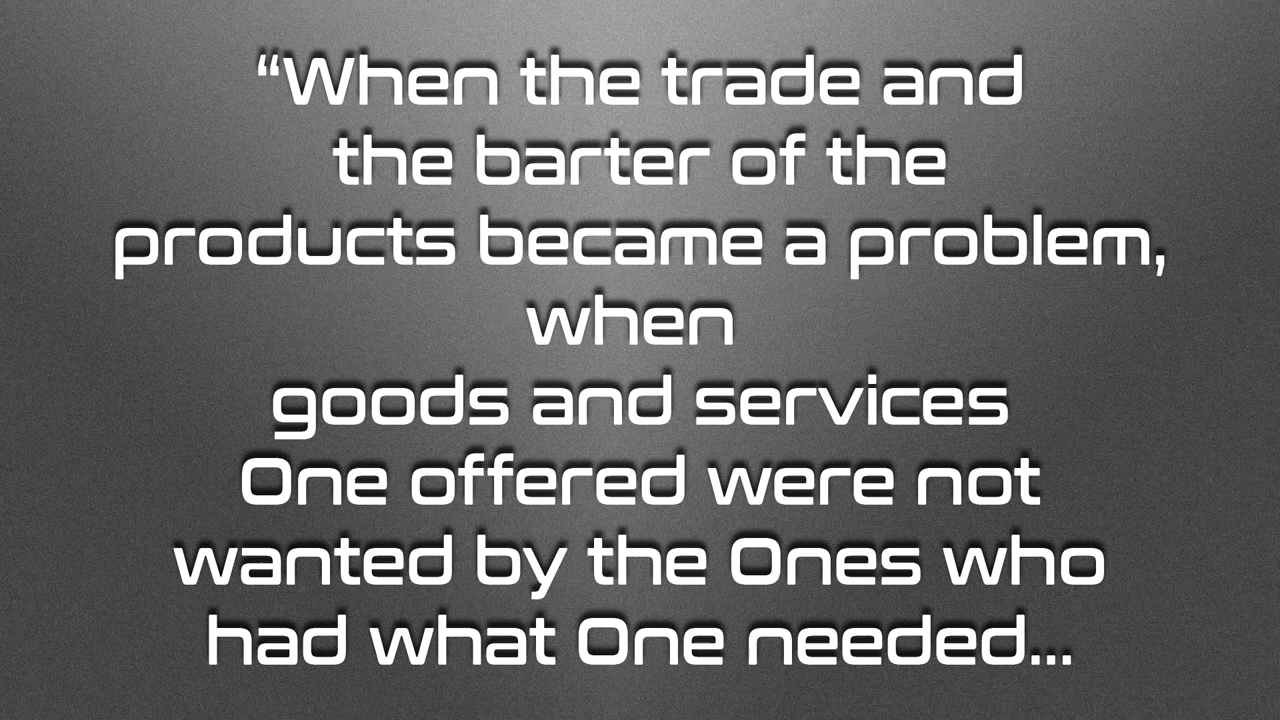 “When the trade and
the barter of the
products became a problem,
when
goods and services
One offered were not
wanted by the Ones who
had what One needed...